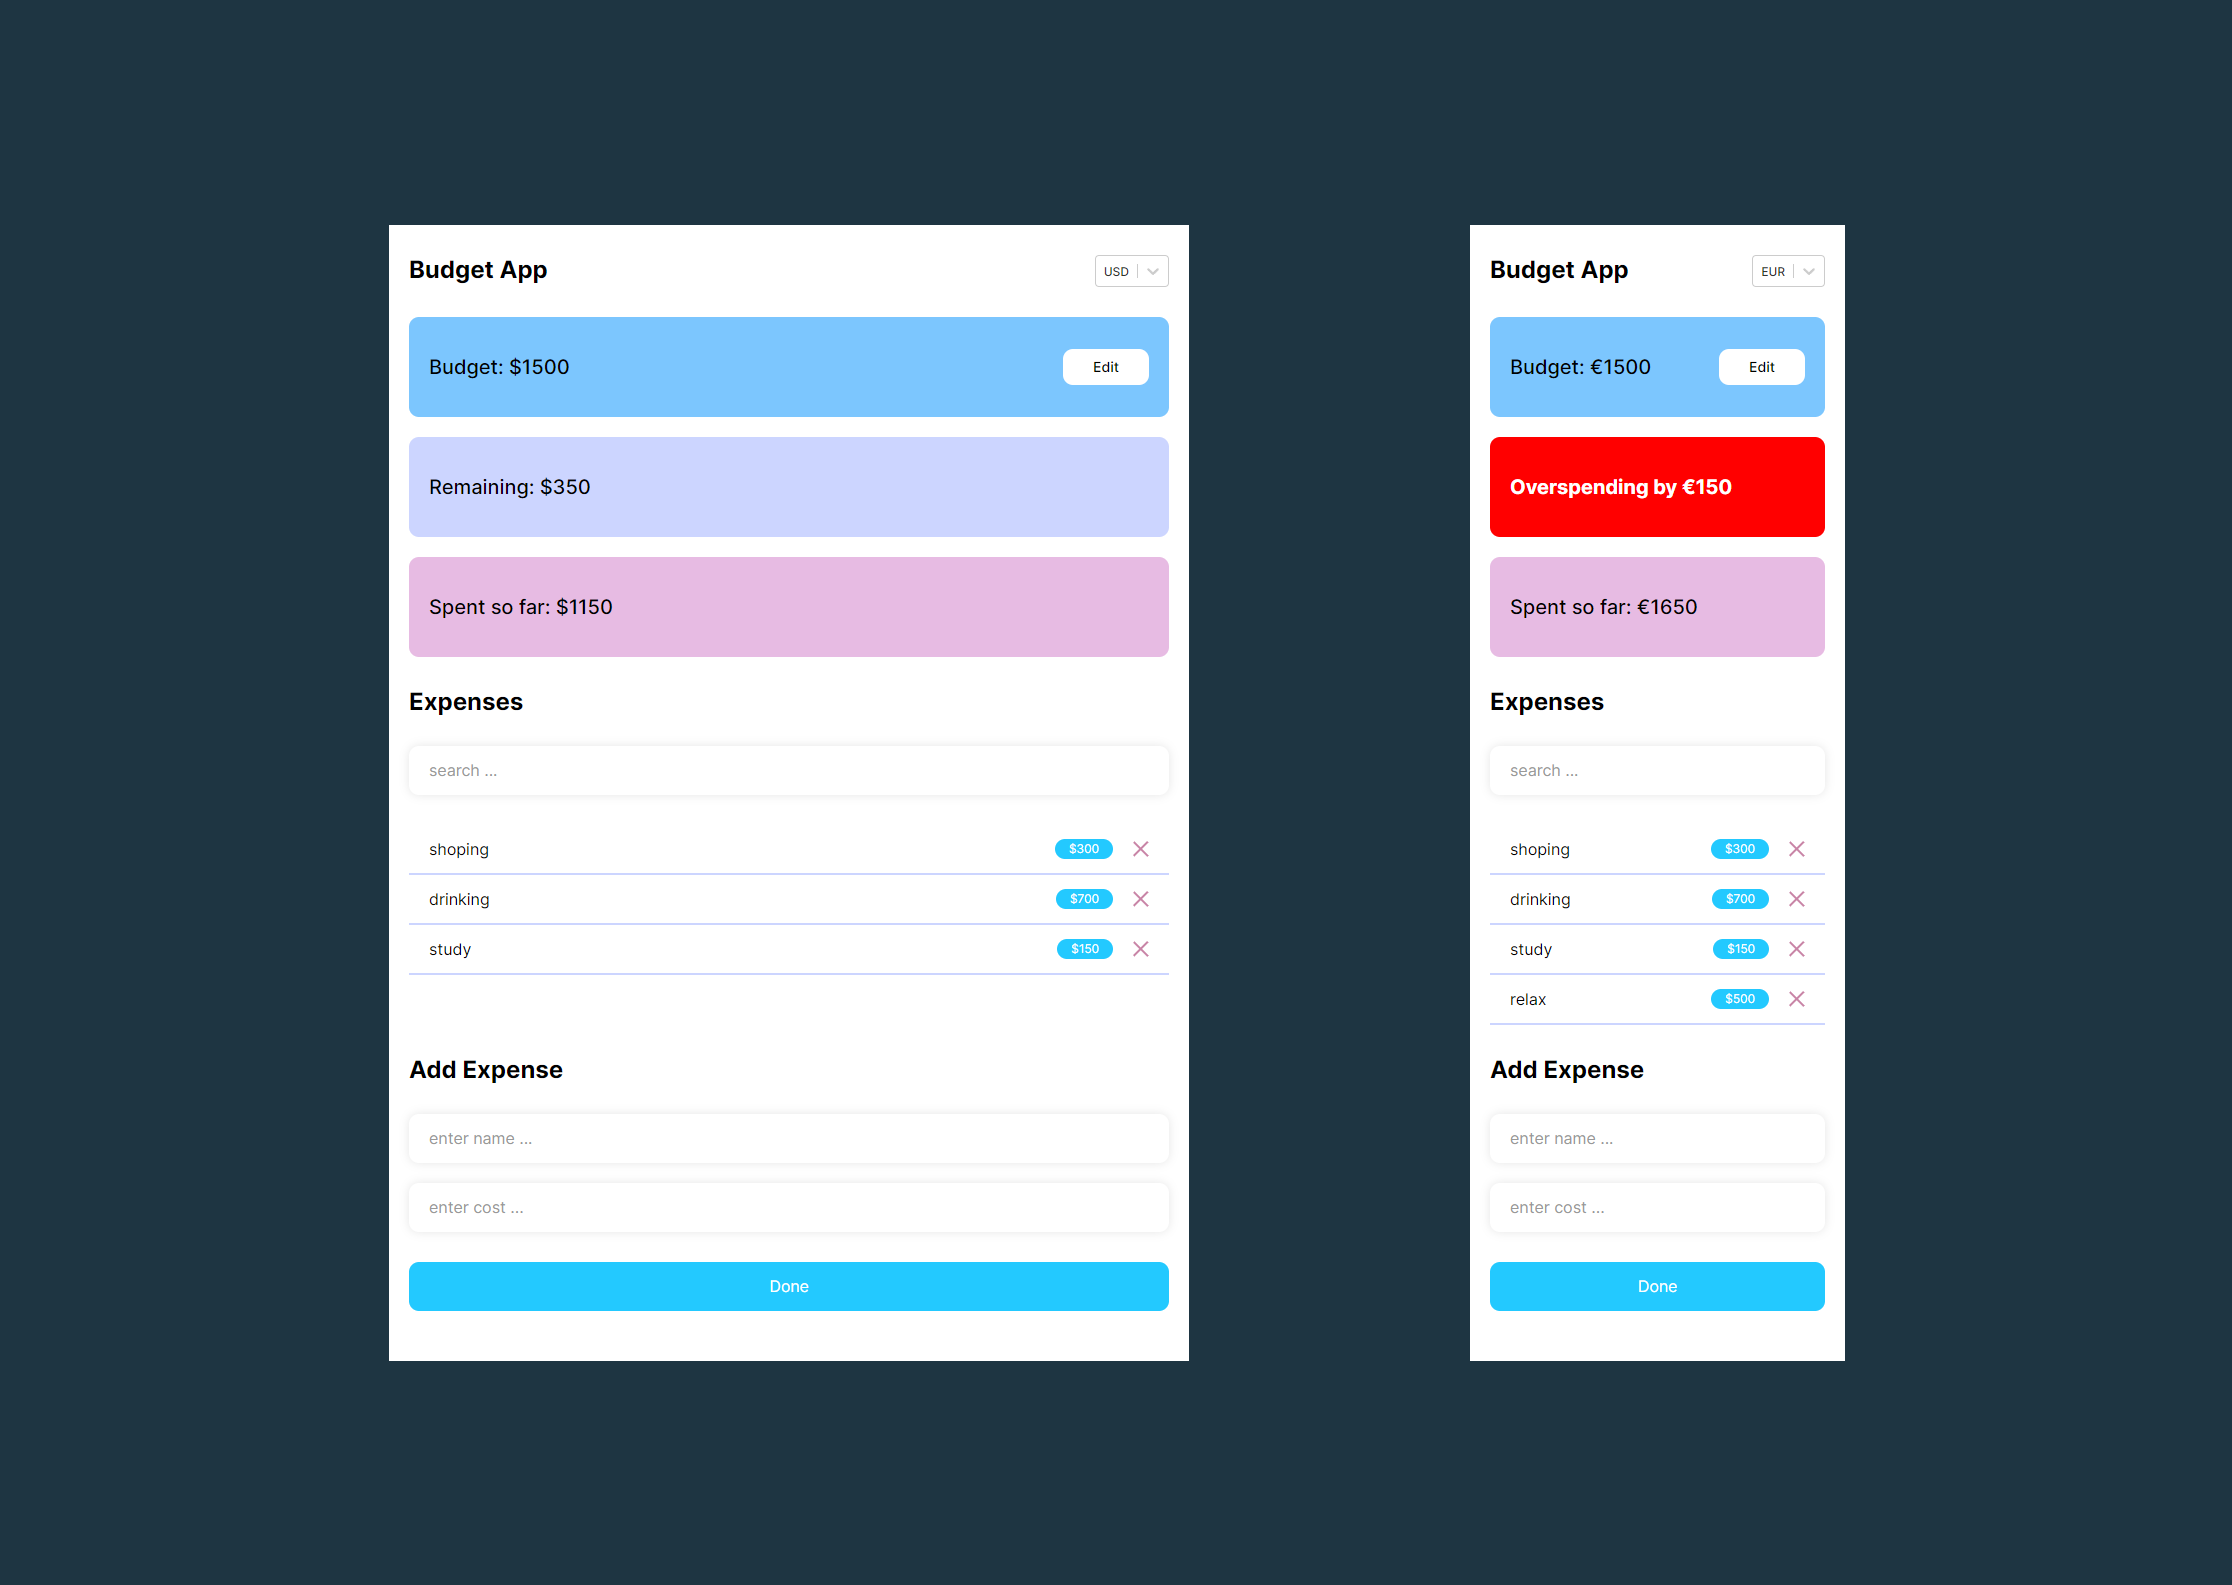 Budget App
USD
Budget: $1500
Edit
Remaining: $350
Spent so far: $1150
Expenses
search ...
shoping $300
drinking $700
study $150
Add Expense
enter name ...
enter cost ...
Done
Budget App
EUR
Budget: €1500
Edit
Overspending by €150
Spent so far: €1650
Expenses
search ...
shoping $300
drinking $700
study $150
relax $500
Add Expense
enter name ...
enter cost ...
Done